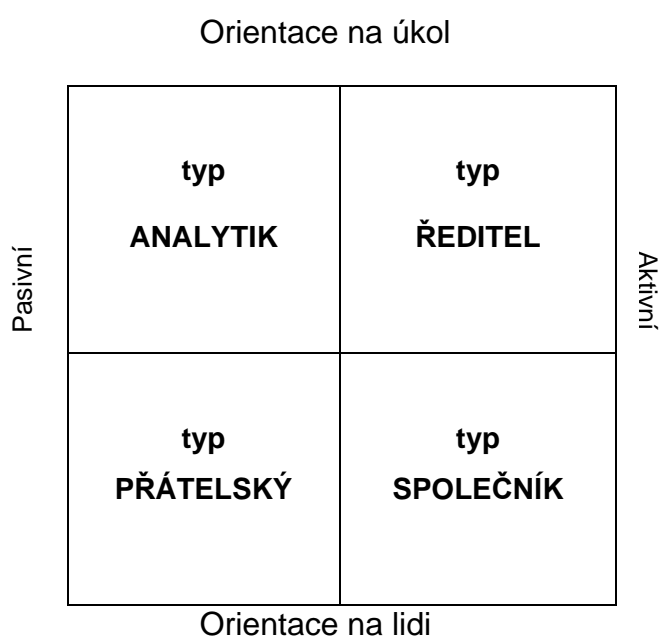 Orientace na úkol
typ
ANALYTIK
typ
ŘEDITEL
Pasivní
Aktivní
typ
PŘÁTELSKÝ
typ
SPOLEČNÍK
Orientace na lidi